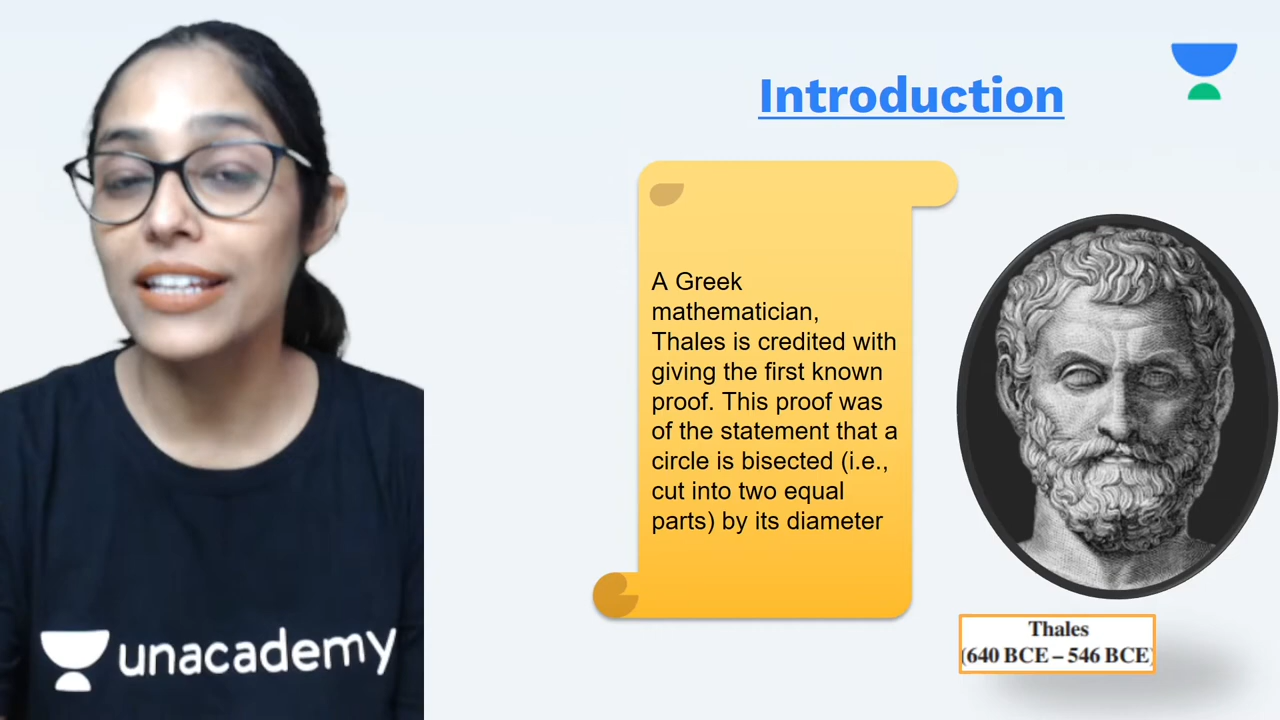 Introduction
A Greek
mathematician,
Thales is credited with
giving the first known
proof. This proof was
of the statement that a
circle is bisected (i.e.,
cut into two equal
parts) by its diameter
Thales
(640 BCE – 546 BCE)
unacademy